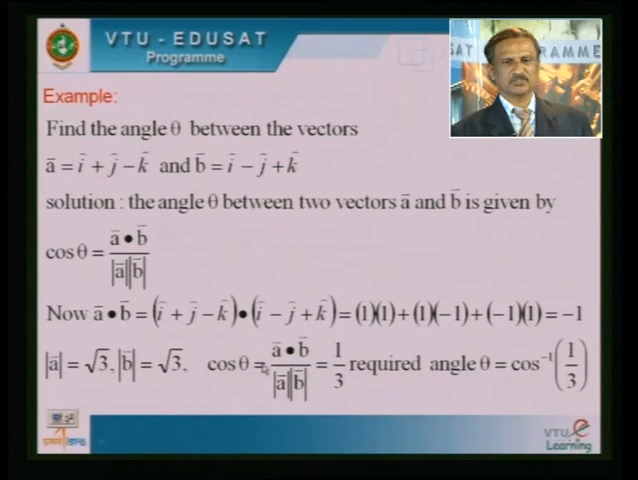 VTU - EDUSAT
Programme
SAT
RAMME
Example:
Find the angle θ between the vectors
a̅ = i̅ + j̅ − k̅ and b̅ = i̅ − j̅ + k̅
solution : the angle θ between two vectors a̅ and b̅ is given by
cos θ = a̅ • b̅ / |a̅||b̅|
Now a̅ • b̅ = (i̅ + j̅ − k̅) • (i̅ − j̅ + k̅) = (1)(1) + (1)(−1) + (−1)(1) = −1
|a̅| = √3, |b̅| = √3, cos θ = a̅ • b̅ / |a̅||b̅| = 1/3 required angle θ = cos⁻¹(1/3)
VTU e
Learning